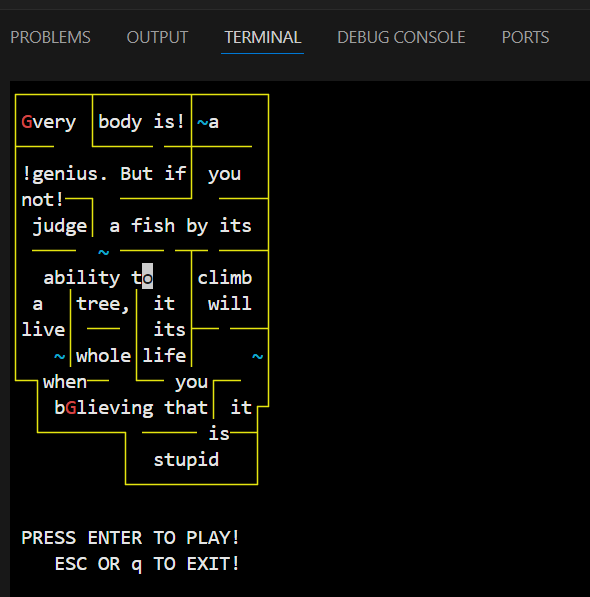 PROBLEMS OUTPUT TERMINAL DEBUG CONSOLE PORTS
Gvery body is! ~a
!genius. But if you
not!
judge a fish by its
~
ability to climb
a tree, it will
live its
~ whole life ~
when you
bGlieving that it
is
stupid
PRESS ENTER TO PLAY!
ESC OR q TO EXIT!